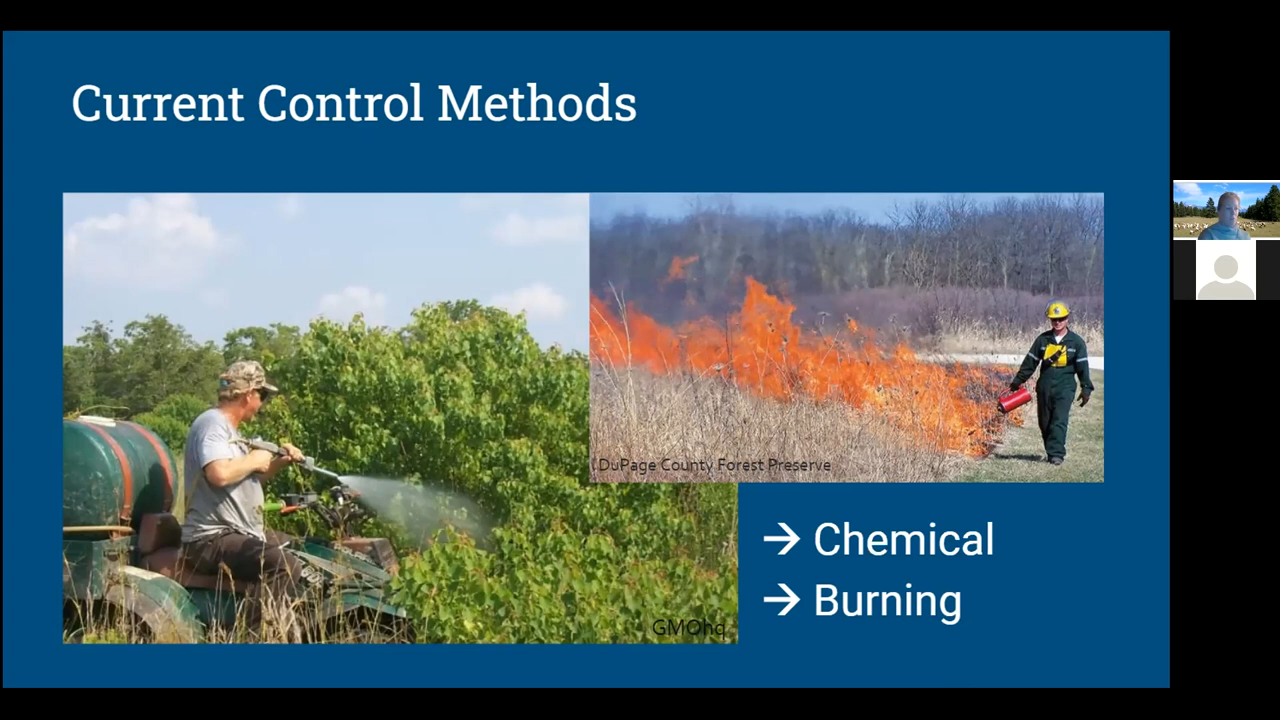 Current Control Methods
DuPage County Forest Preserve
GMOhq
→ Chemical
→ Burning